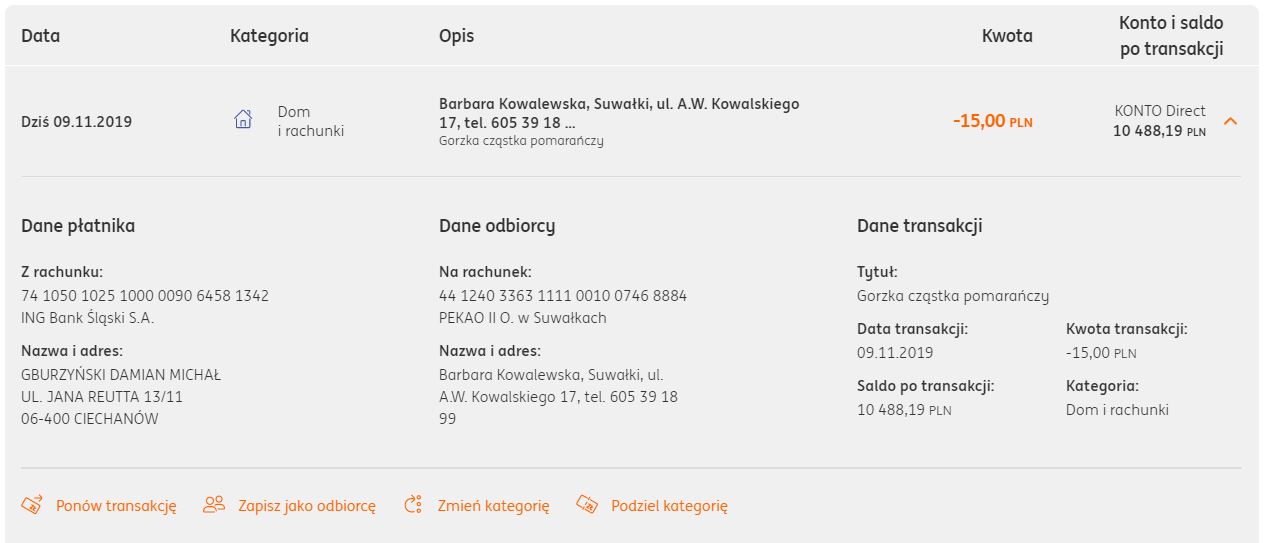 Data Kategoria Opis Kwota Konto i saldo
po transakcji
Dziś 09.11.2019
Dom
i rachunki
Barbara Kowalewska, Suwałki, ul. A.W. Kowalskiego
17, tel. 605 39 18 ...
Gorzka cząstka pomarańczy
-15,00 PLN
KONTO Direct
10 488,19 PLN
Dane płatnika
Z rachunku:
74 1050 1025 1000 0090 6458 1342
ING Bank Śląski S.A.
Nazwa i adres:
GBURZYŃSKI DAMIAN MICHAŁ
UL. JANA REUTTA 13/11
06-400 CIECHANÓW
Dane odbiorcy
Na rachunek:
44 1240 3363 1111 0010 0746 8884
PEKAO II O. w Suwałkach
Nazwa i adres:
Barbara Kowalewska, Suwałki, ul.
A.W. Kowalskiego 17, tel. 605 39 18
99
Dane transakcji
Tytuł:
Gorzka cząstka pomarańczy
Data transakcji:
09.11.2019
Kwota transakcji:
-15,00 PLN
Saldo po transakcji:
10 488,19 PLN
Kategoria:
Dom i rachunki
Ponów transakcję Zapisz jako odbiorcę Zmień kategorię Podziel kategorię